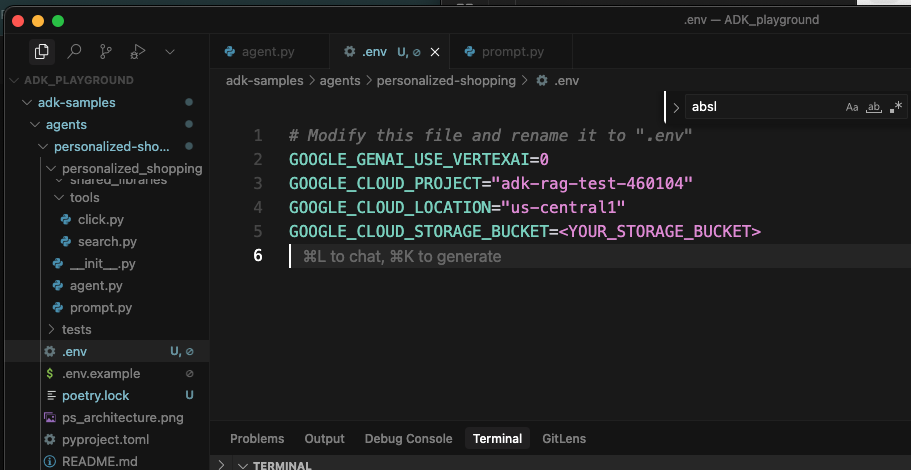 .env — ADK_playground
agent.py
.env U, ⊘
prompt.py
ADK_PLAYGROUND
adk-samples
agents
personalized-sho...
personalized_shopping
shared_libraries
tools
click.py
search.py
__init__.py
agent.py
prompt.py
tests
.env U, ⊘
.env.example ⊘
poetry.lock U
ps_architecture.png
pyproject.toml
README.md
adk-samples > agents > personalized-shopping > .env
absl Aa ab .*
1 # Modify this file and rename it to ".env"
2 GOOGLE_GENAI_USE_VERTEXAI=0
3 GOOGLE_CLOUD_PROJECT="adk-rag-test-460104"
4 GOOGLE_CLOUD_LOCATION="us-central1"
5 GOOGLE_CLOUD_STORAGE_BUCKET=<YOUR_STORAGE_BUCKET>
6 ⌘L to chat, ⌘K to generate
Problems Output Debug Console Terminal GitLens
TERMINAL